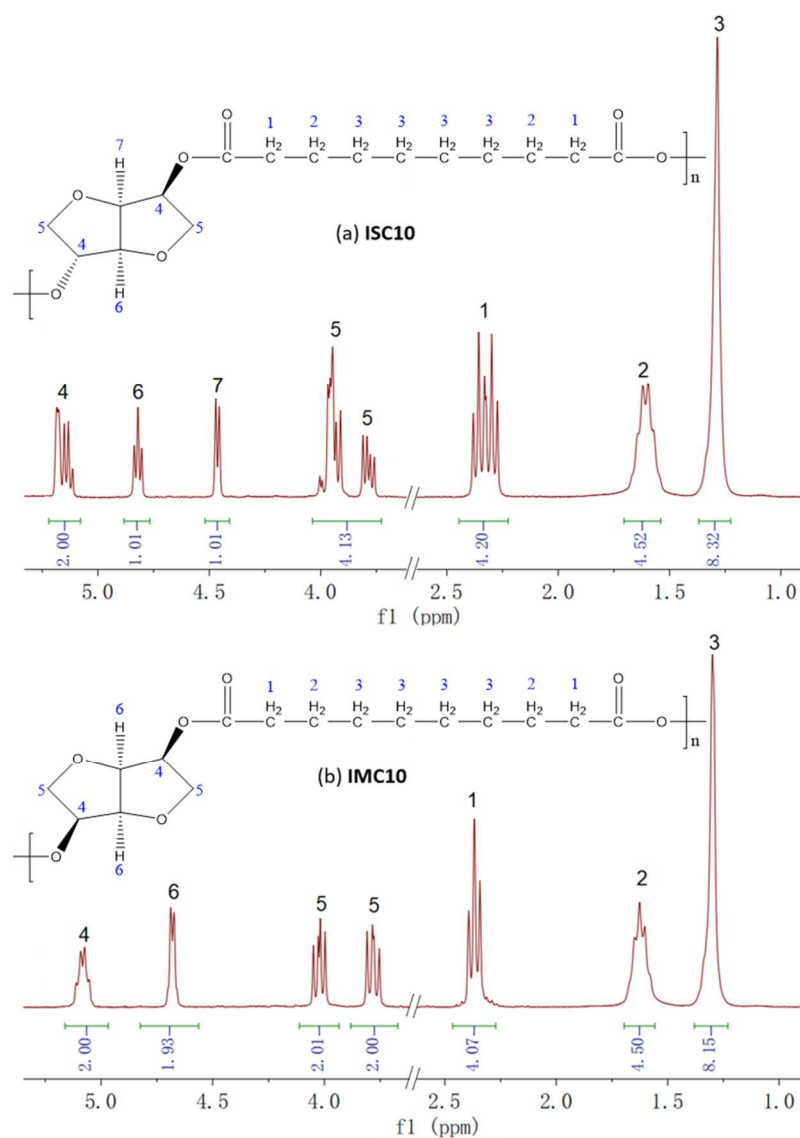 3
1 2 3 3 3 3 2 1
O H2 H2 H2 H2 H2 H2 H2 H2 O
7
H O C C C C C C C C C C O
n
O 4 5
5 4 O
(a) ISC10
O H
6
4 6 7 5 5 1 2
2.00 1.01 1.01 4.13 4.20 4.52 8.32
5.0 4.5 4.0 2.5 2.0 1.5 1.0
f1 (ppm)
3
1 2 3 3 3 3 2 1
O H2 H2 H2 H2 H2 H2 H2 H2 O
6
H O C C C C C C C C C C O
n
O 4 5
5 4 O
(b) IMC10
O H
6
4 6 5 5 1 2
2.00 1.93 2.01 2.00 4.07 4.50 8.15
5.0 4.5 4.0 2.5 2.0 1.5 1.0
f1 (ppm)